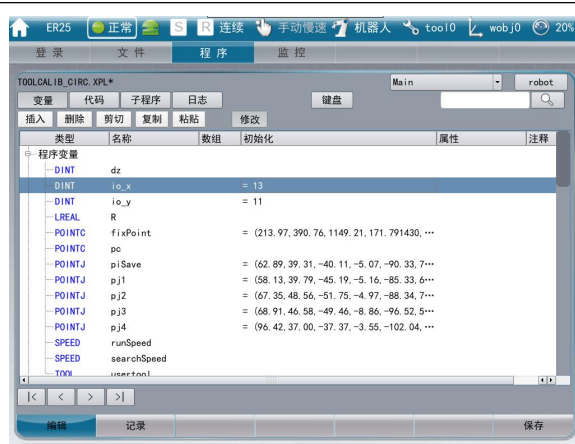 ER25 正常 S R 连续 手动慢速 机器人 tool0 wobj0 20%
登录 文件 程序 监控
TOOLCALIB_CIRC.XPL* Main robot
变量 代码 子程序 日志 键盘
插入 删除 剪切 复制 粘贴 修改
类型 名称 数组 初始化 属性 注释
程序变量
DINT dz
DINT io_x = 13
DINT io_y = 11
LREAL R
POINTC fixPoint = (213.97,390.76,1149.21,171.791430,…
POINTC pc
POINTJ piSave = (62.89,39.31,-40.11,-5.07,-90.33,7…
POINTJ pj1 = (58.13,39.79,-45.19,-5.16,-85.33,6…
POINTJ pj2 = (67.35,48.56,-51.75,-4.97,-88.34,7…
POINTJ pj3 = (68.91,46.58,-49.46,-8.86,-96.52,5…
POINTJ pj4 = (96.42,37.00,-37.37,-3.55,-102.04,…
SPEED runSpeed
SPEED searchSpeed
TOOL usertool
|< < > >|
编辑 记录 保存